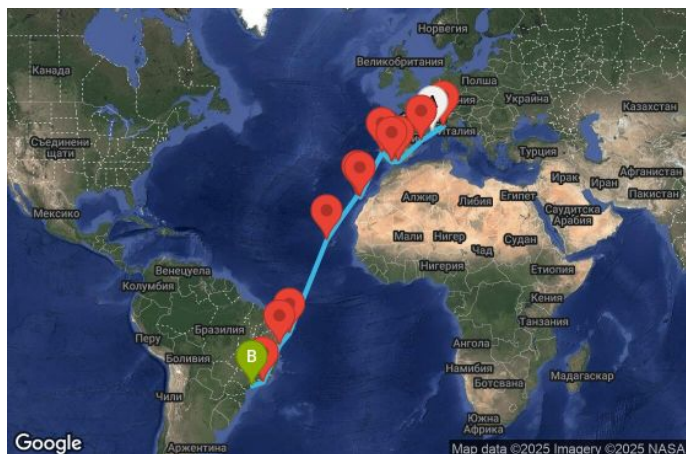 Норвегия
Канада
Великобритания
Полша
ния
Украйна
Казахстан
Съединени
щати
Италия
Турция
Афганистан
Ирак
Иран
Пакистан
Алжир
Либия
Египет
Саудитска
Арабия
Мексико
Мали
Нигер
Чад
Судан
Нигерия
Етиопия
Венецуела
Колумбия
Кения
Танзания
Перу
Бразилия
Боливия
B
Ангола
Намибия
Ботсвана
Мадагаскар
Чили
Южна
Африка
Аржентина
Google
Map data ©2025 Imagery ©2025 NASA